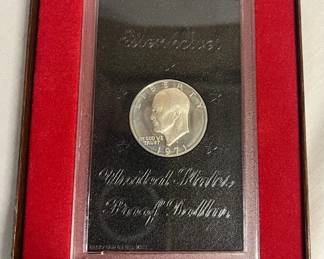 Eisenhower
LIBERTY
IN GOD WE
TRUST
1971
United States
Proof Dollar